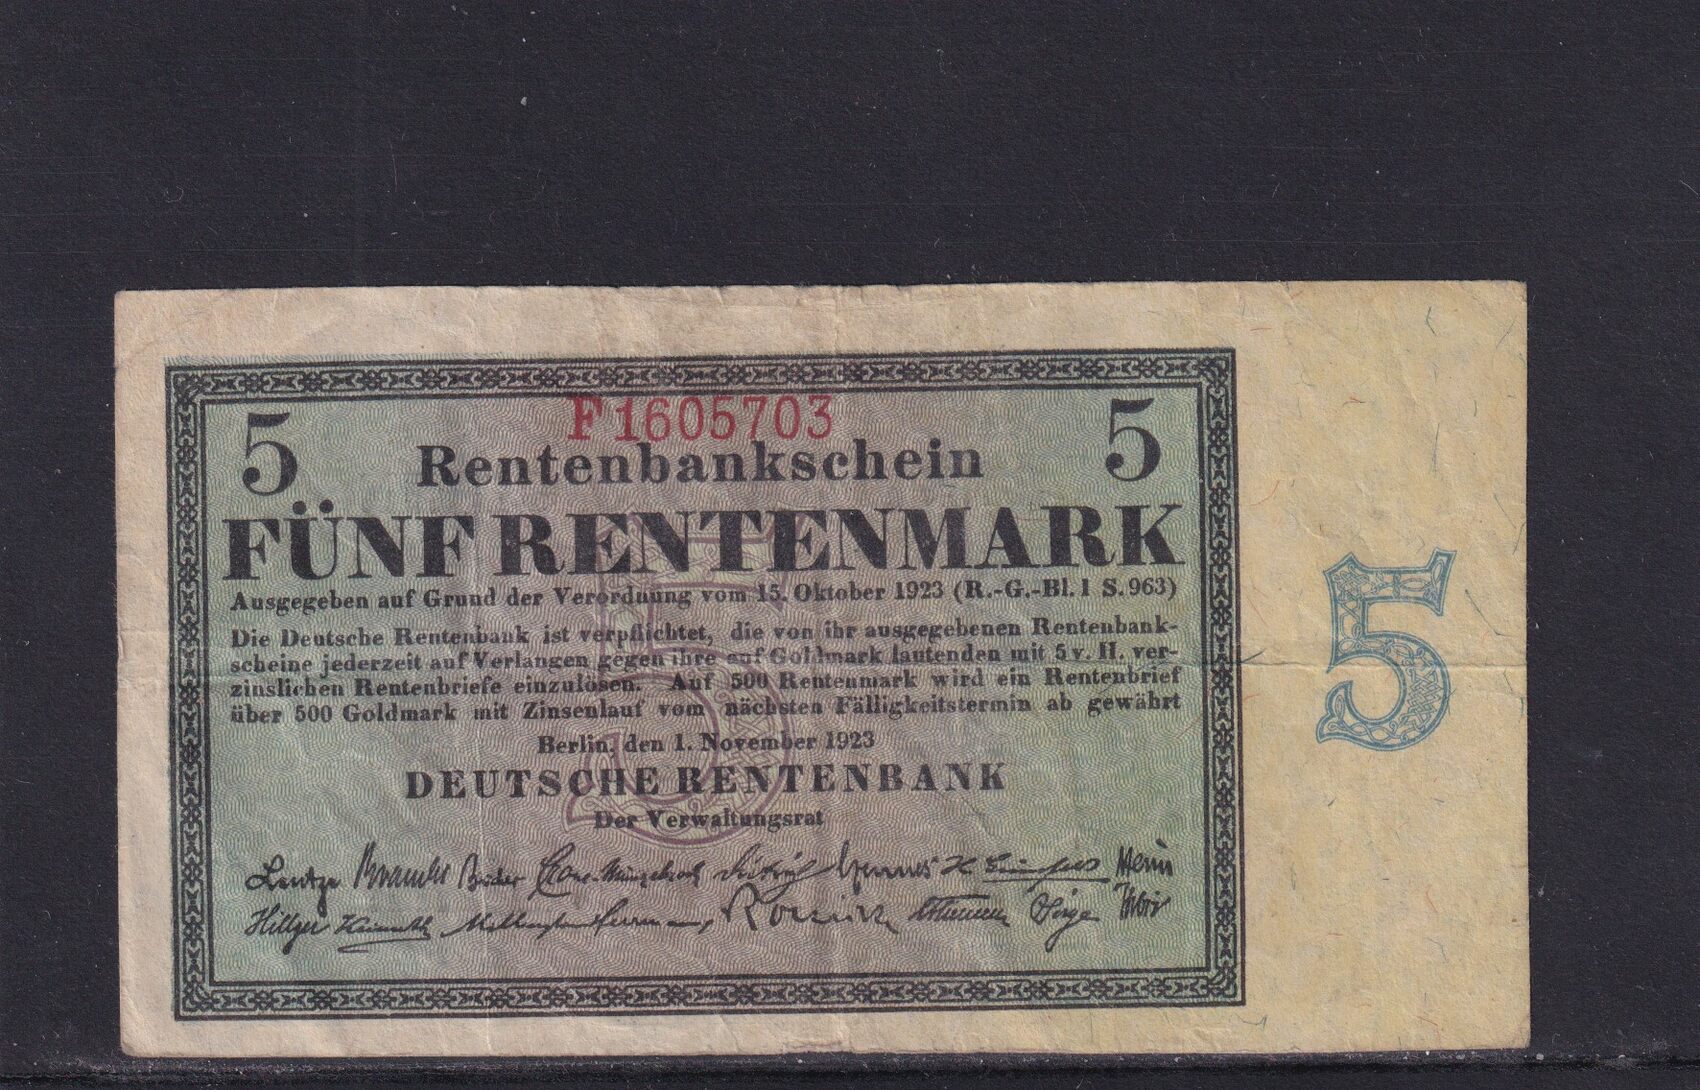 F1605703
5 Rentenbankschein 5
FÜNF RENTENMARK
Ausgegeben auf Grund der Verordnung vom 15. Oktober 1923 (R.-G.-Bl. I S. 963)
Die Deutsche Rentenbank ist verpflichtet, die von ihr ausgegebenen Rentenbank-
scheine jederzeit auf Verlangen gegen ihre auf Goldmark lautenden mit 5 v. H. ver-
zinslichen Rentenbriefe einzulösen. Auf 500 Rentenmark wird ein Rentenbrief
über 500 Goldmark mit Zinsenlauf vom nächsten Fälligkeitstermin ab gewährt
Berlin, den 1. November 1923
DEUTSCHE RENTENBANK
Der Verwaltungsrat
Lentze
Hillger
5
5